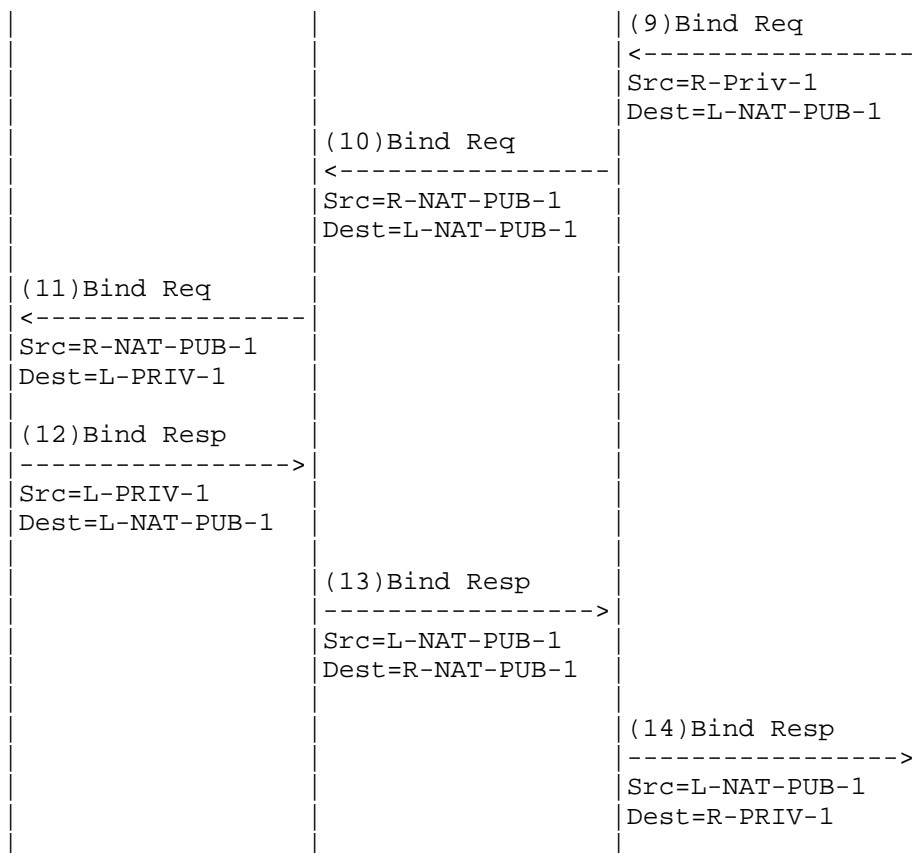 (9)Bind Req
<-----------------
Src=R-Priv-1
Dest=L-NAT-PUB-1
(10)Bind Req
<-----------------
Src=R-NAT-PUB-1
Dest=L-NAT-PUB-1
(11)Bind Req
<-----------------
Src=R-NAT-PUB-1
Dest=L-PRIV-1
(12)Bind Resp
----------------->
Src=L-PRIV-1
Dest=L-NAT-PUB-1
(13)Bind Resp
----------------->
Src=L-NAT-PUB-1
Dest=R-NAT-PUB-1
(14)Bind Resp
----------------->
Src=L-NAT-PUB-1
Dest=R-PRIV-1